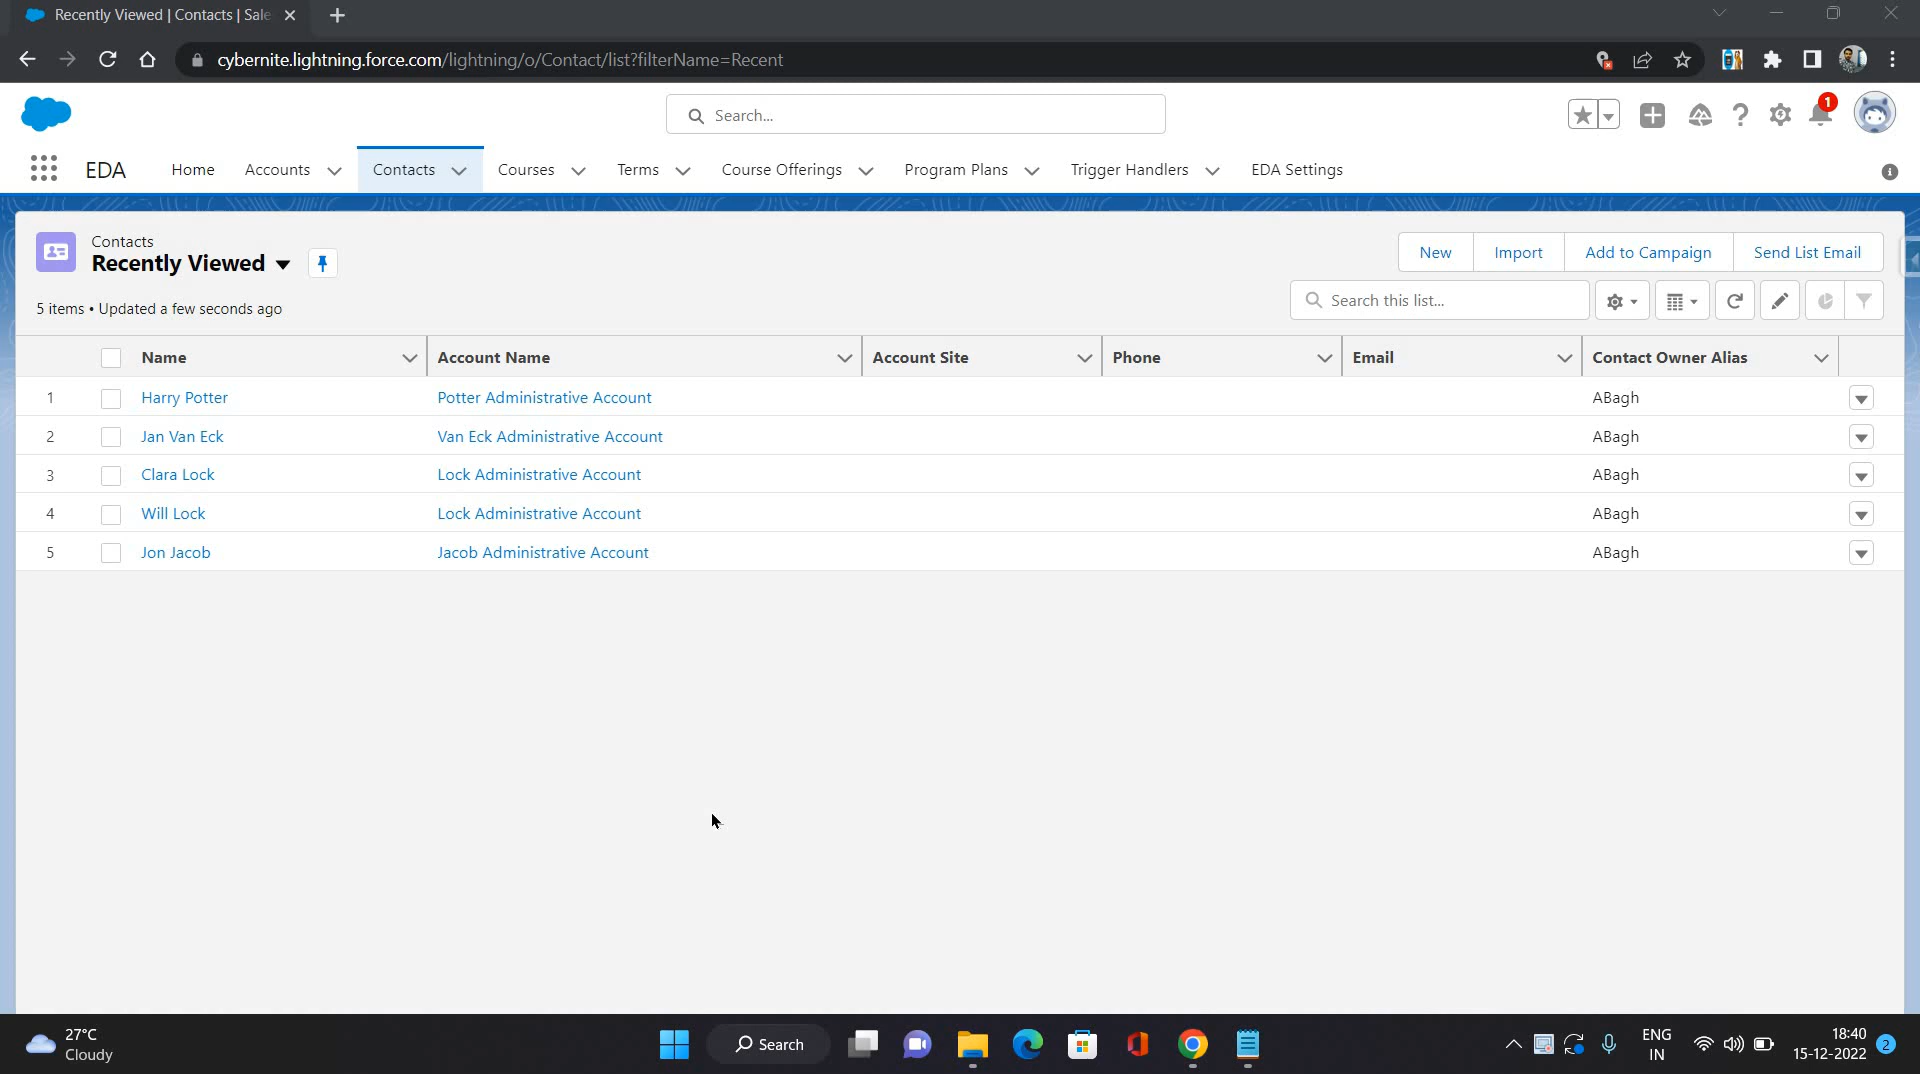 Recently Viewed | Contacts | Sale
cybernite.lightning.force.com/lightning/o/Contact/list?filterName=Recent
Search...
1
EDA Home Accounts Contacts Courses Terms Course Offerings Program Plans Trigger Handlers EDA Settings
Contacts
Recently Viewed
New Import Add to Campaign Send List Email
5 items • Updated a few seconds ago
Search this list...
Name Account Name Account Site Phone Email Contact Owner Alias
1 Harry Potter Potter Administrative Account ABagh
2 Jan Van Eck Van Eck Administrative Account ABagh
3 Clara Lock Lock Administrative Account ABagh
4 Will Lock Lock Administrative Account ABagh
5 Jon Jacob Jacob Administrative Account ABagh
27°C
Cloudy
Search
ENG
IN
18:40
15-12-2022
2